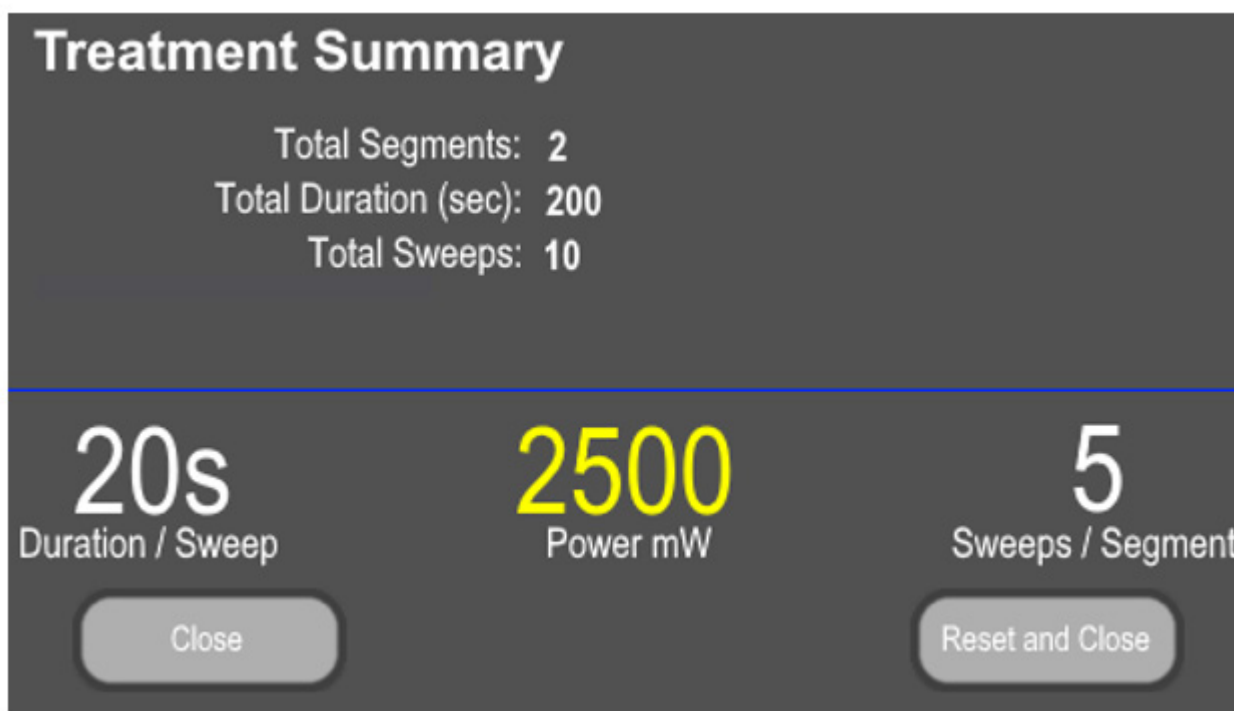 Treatment Summary
Total Segments: 2
Total Duration (sec): 200
Total Sweeps: 10
20s 2500 5
Duration / Sweep Power mW Sweeps / Segment
Close Reset and Close